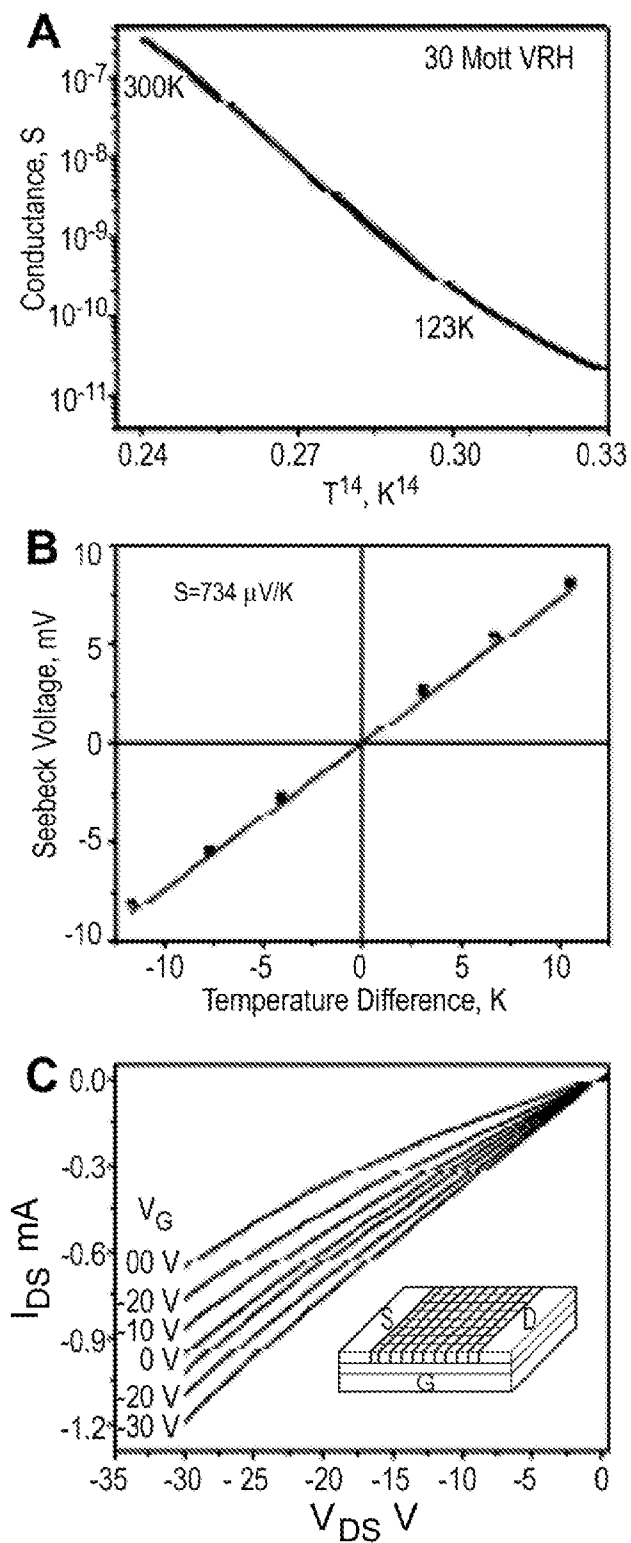 A
30 Mott VRH
10-7
300K
10-8
10-9
10-10
123K
10-11
Conductance, S
0.24 0.27 0.30 0.33
T14, K14
B
10
S=734 μV/K
5
0
-5
-10
Seebeck Voltage, mV
-10 -5 0 5 10
Temperature Difference, K
C
0.0
-0.3
VG
-0.6
00 V
-20 V
-10 V
-0.9
0 V
-20 V
-1.2
-30 V
IDS mA
S D
G
-35 -30 - 25 -20 -15 -10 -5 0
VDS V